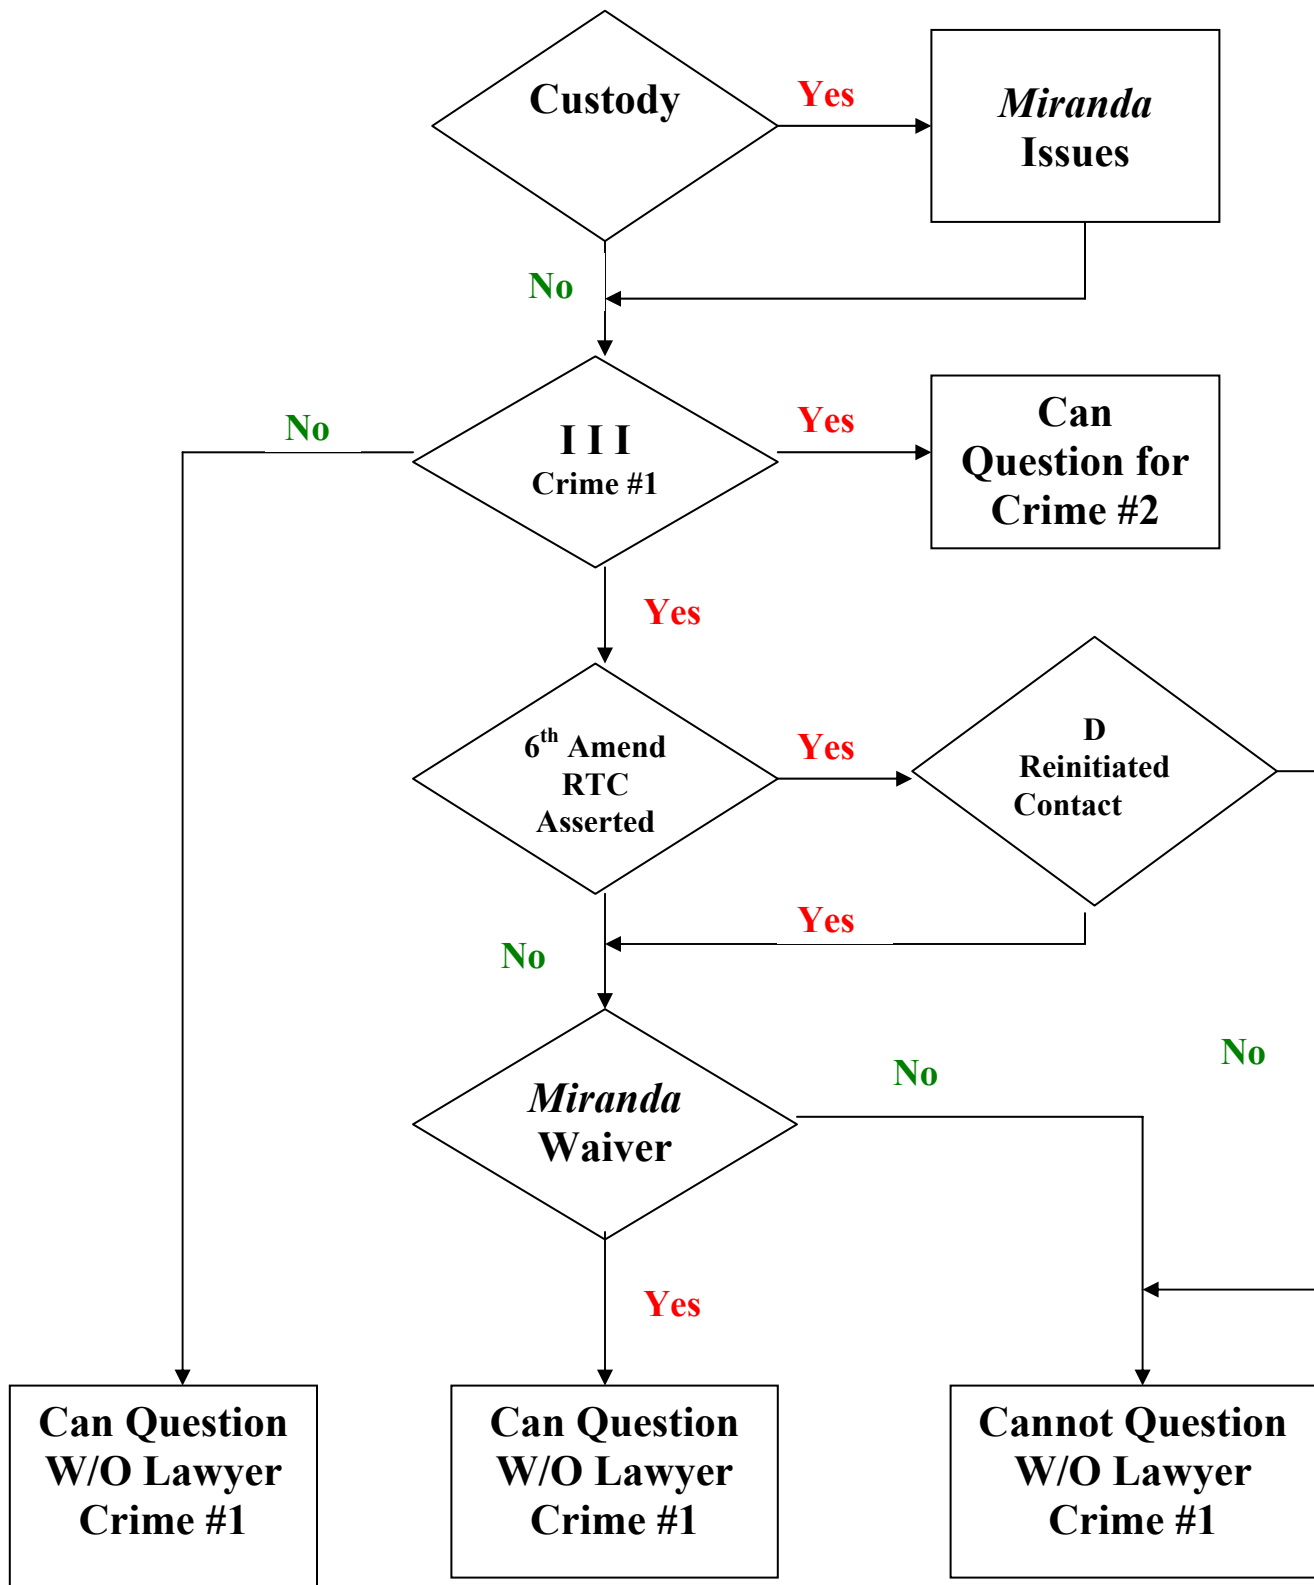 Custody
Yes
Miranda
Issues
No
No
I I I
Crime #1
Yes
Can
Question for
Crime #2
Yes
6th Amend
RTC
Asserted
Yes
D
Reinitiated
Contact
Yes
No
Miranda
Waiver
No
No
Yes
Can Question
W/O Lawyer
Crime #1
Can Question
W/O Lawyer
Crime #1
Cannot Question
W/O Lawyer
Crime #1